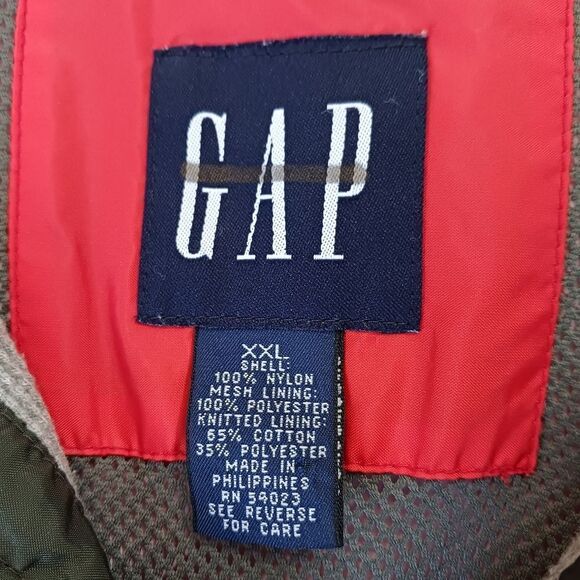 GAP
XXL
SHELL:
100% NYLON
MESH LINING:
100% POLYESTER
KNITTED LINING:
65% COTTON
35% POLYESTER
MADE IN
PHILIPPINES
RN 54023
SEE REVERSE
FOR CARE